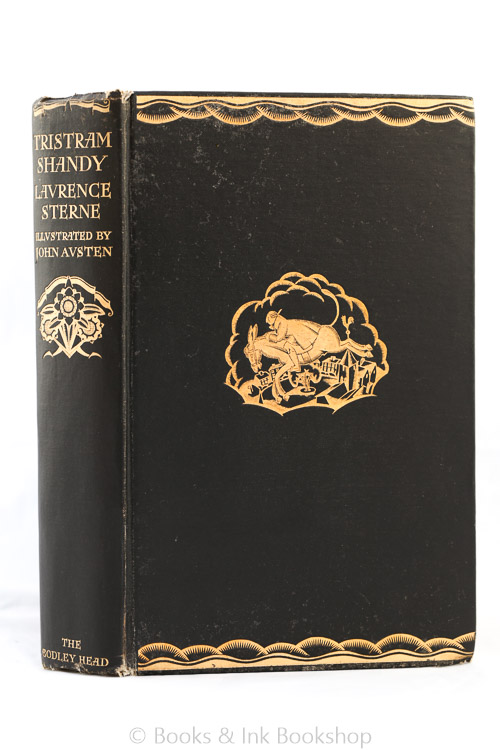 TRISTRAM
SHANDY
LAVRENCE
STERNE
ILLVSTRATED BY
JOHN AVSTEN
THE
BODLEY HEAD
© Books & Ink Bookshop